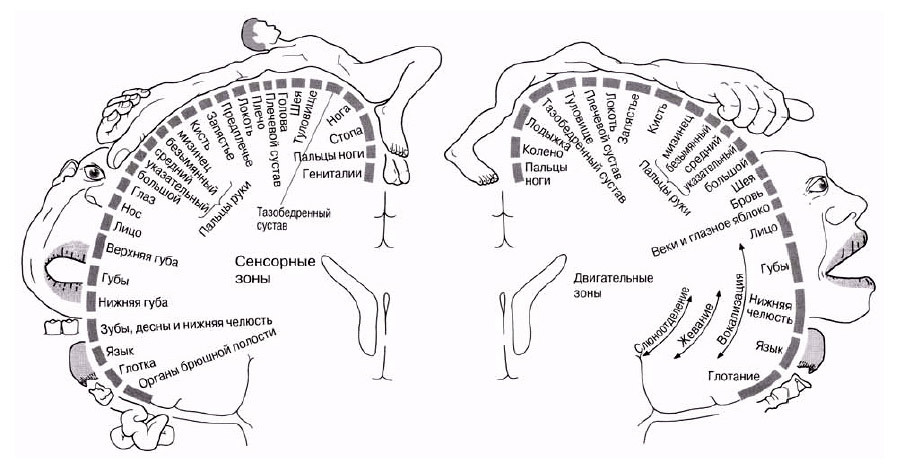 Гениталии
Пальцы ноги
Стопа
Нога
Тазобедренный
сустав
Туловище
Шея
Голова
Плечевой сустав
Плечо
Локоть
Предплечье
Запястье
Кисть
мизинец
безымянный
средний
указательный
большой
Пальцы руки
Глаз
Нос
Лицо
Верхняя губа
Губы
Нижняя губа
Зубы, десны и нижняя челюсть
Язык
Глотка
Органы брюшной полости
Сенсорные
зоны
Двигательные
зоны
Пальцы
ноги
Колено
Лодыжка
Тазобедренный сустав
Туловище
Плечевой сустав
Локоть
Запястье
Кисть
мизинец
безымянный
средний
указательный
большой
Пальцы руки
Шея
Бровь
Веки и глазное яблоко
Лицо
Губы
Нижняя
челюсть
Язык
Глотание
Слюноотделение
Жевание
Вокализация